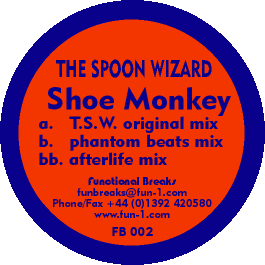 THE SPOON WIZARD
Shoe Monkey
a. T.S.W. original mix
b. phantom beats mix
bb. afterlife mix
Functional Breaks
funbreaks@fun-1.com
Phone/Fax +44 (0)1392 420580
www.fun-1.com
FB 002